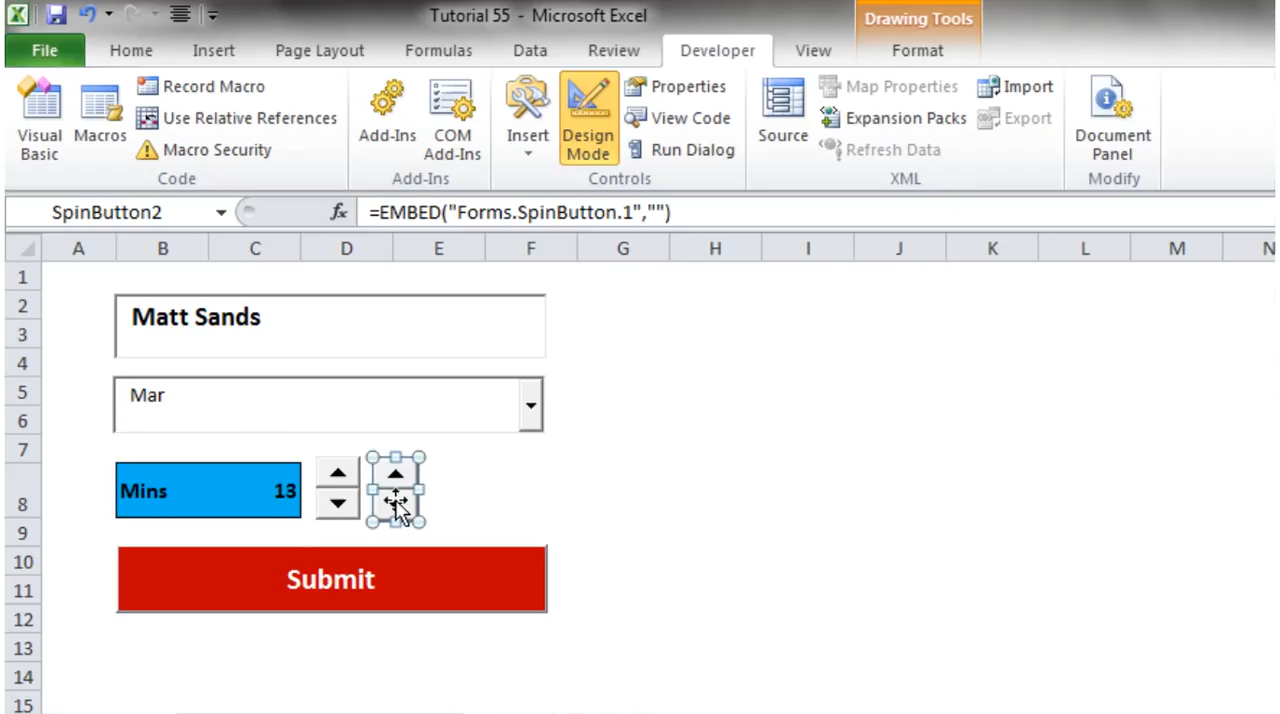 Tutorial 55 - Microsoft Excel
Drawing Tools
File Home Insert Page Layout Formulas Data Review Developer View Format
Visual Basic
Macros
Record Macro
Use Relative References
Macro Security
Code
Add-Ins
COM Add-Ins
Add-Ins
Insert
Design Mode
Properties
View Code
Run Dialog
Controls
Source
Map Properties
Expansion Packs
Refresh Data
Import
Export
XML
Document Panel
Modify
SpinButton2 fx =EMBED("Forms.SpinButton.1","")
A B C D E F G H I J K L M N
1
2
Matt Sands
3
4
5
Mar
6
7
Mins 13
8
9
10
Submit
11
12
13
14
15